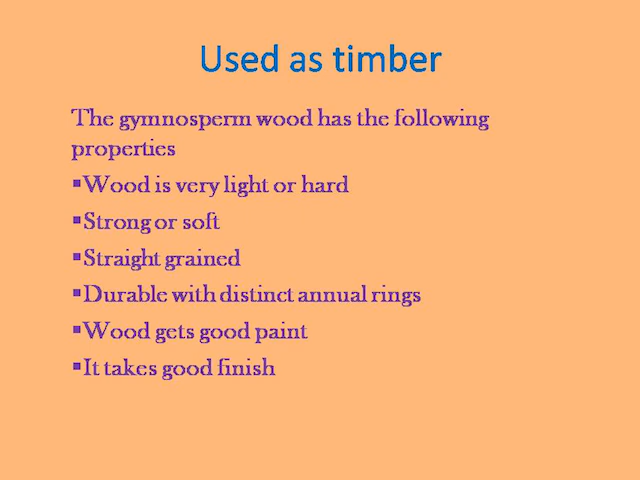 Used as timber
The gymnosperm wood has the following
properties
▪Wood is very light or hard
▪Strong or soft
▪Straight grained
▪Durable with distinct annual rings
▪Wood gets good paint
▪It takes good finish